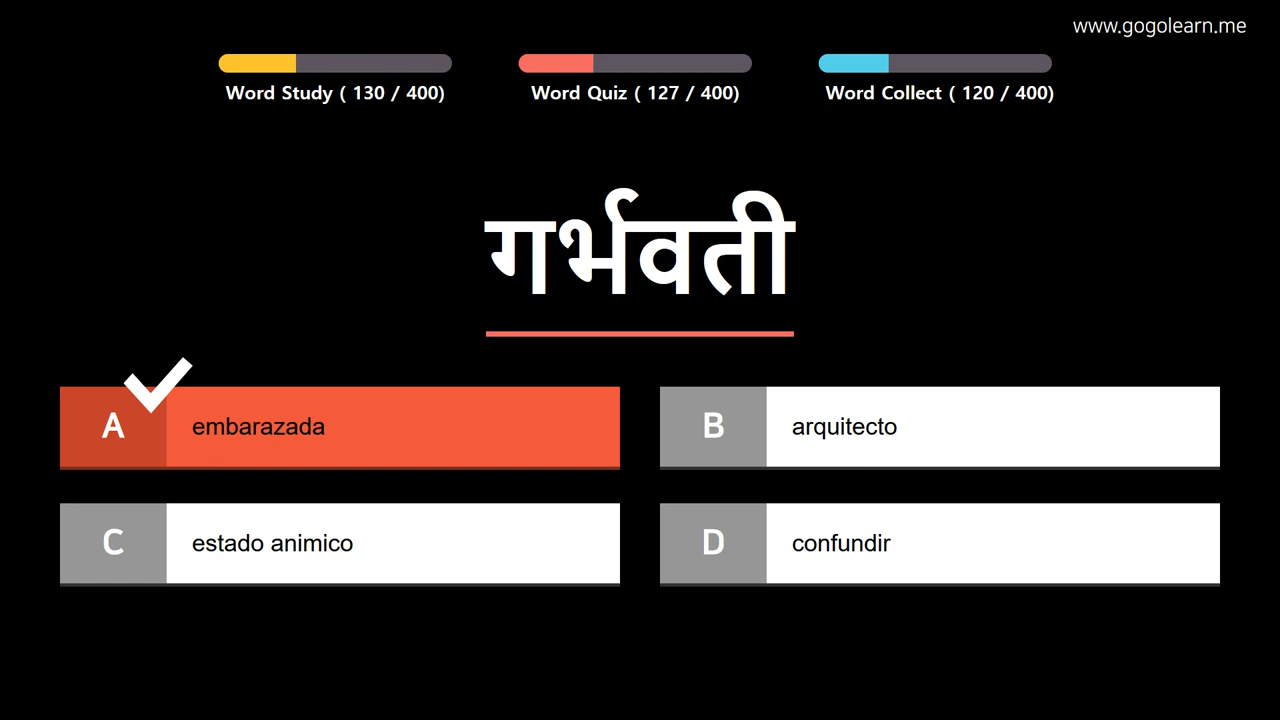 www.gogolearn.me
Word Study ( 130 / 400)
Word Quiz ( 127 / 400)
Word Collect ( 120 / 400)
गर्भवती
A embarazada
B arquitecto
C estado animico
D confundir